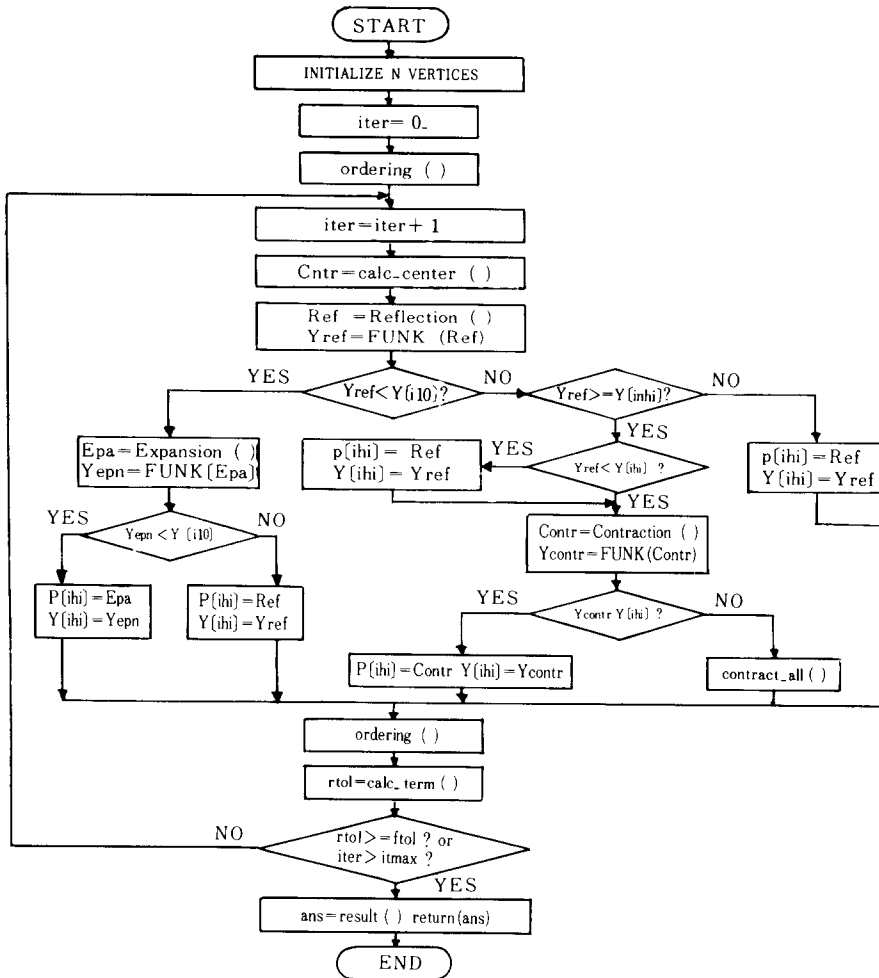 START
INITIALIZE N VERTICES
iter= 0-
ordering ( )
iter=iter+ 1
Cntr=calc-center ( )
Ref =Reflection ( )
Yref=FUNK (Ref)
YES
Yref<Y(i10)?
NO
Yref>=Y(inhi)?
NO
YES
Epa=Expansion ( )
Yepn=FUNK(Epa)
p(ihi)= Ref
Y(ihi)=Yref
YES
Yref<Y(ihi) ?
YES
p(ihi)=Ref
Y(ihi)=Yref
YES
Yepn<Y (i10)
NO
Contr=Contraction ( )
Ycontr=FUNK(Contr)
P(ihi)=Epa
Y(ihi)=Yepn
P(ihi)=Ref
Y(ihi)=Yref
YES
Ycontr Y(ihi) ?
NO
P(ihi)=Contr Y(ihi)=Ycontr
contract_all( )
ordering ( )
rtol=calc_term( )
NO
rtol>=ftol ? or
iter>itmax ?
YES
ans=result( ) return(ans)
END